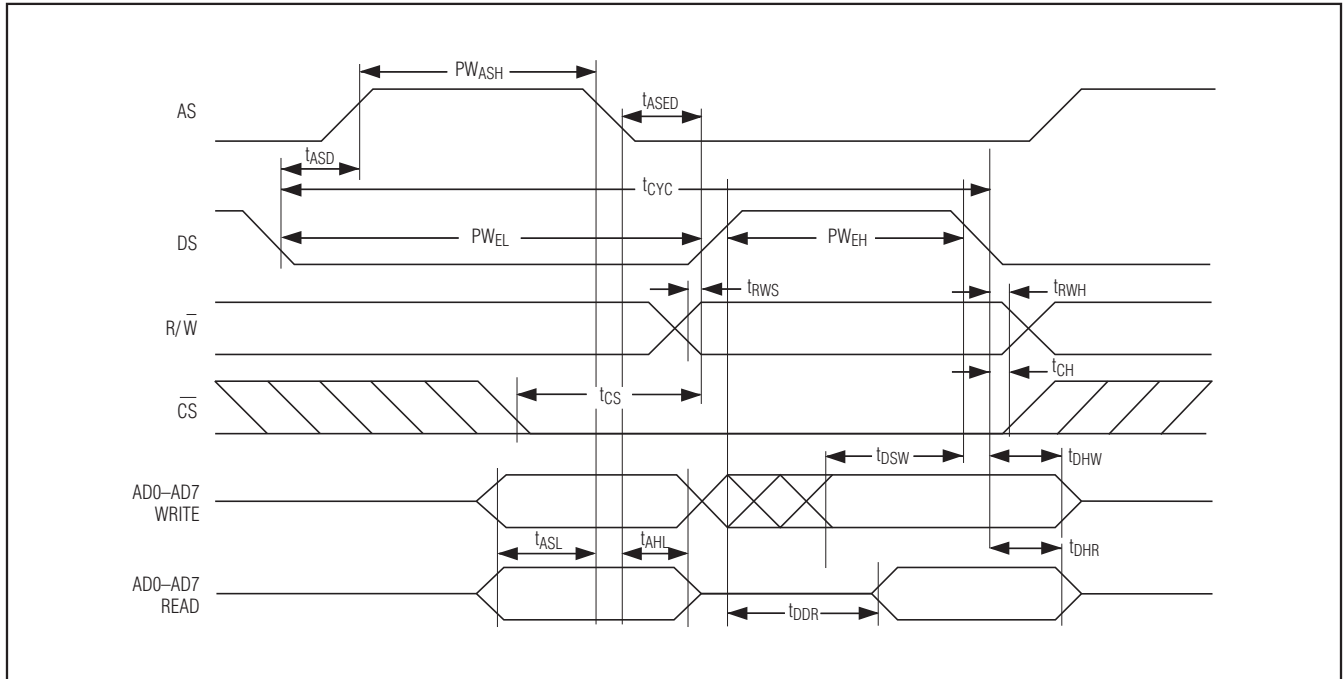 PWASH
AS
tASED
tASD
tCYC
DS
PWEL
PWEH
tRWS
tRWH
R/W̅
tCH
C̅S̅
tCS
tDSW
tDHW
AD0–AD7
WRITE
tASL
tAHL
tDHR
AD0–AD7
READ
tDDR